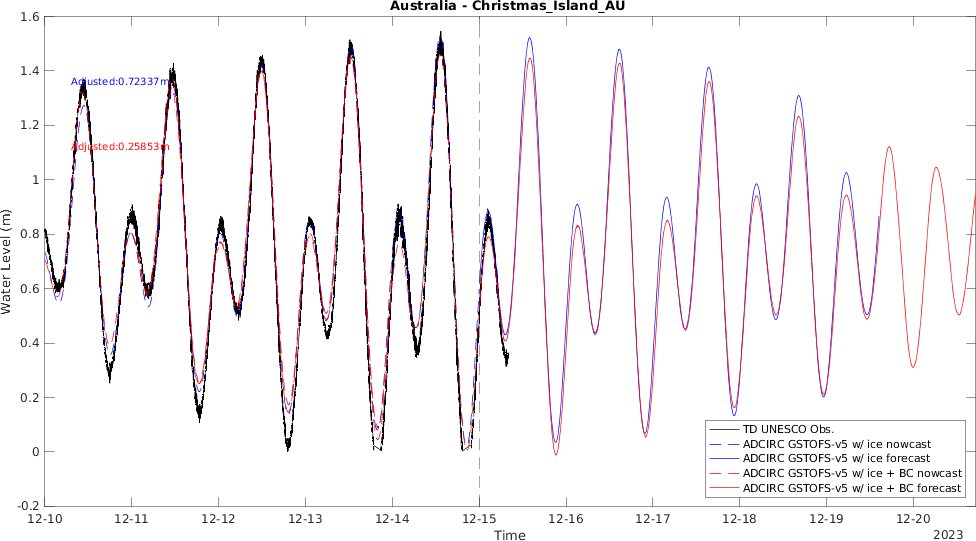 Australia - Christmas_Island_AU
1.6
1.4
1.2
1
0.8
0.6
0.4
0.2
0
-0.2
Water Level (m)
Adjusted:0.72337m
Adjusted:0.25853m
TD UNESCO Obs.
ADCIRC GSTOFS-v5 w/ ice nowcast
ADCIRC GSTOFS-v5 w/ ice forecast
ADCIRC GSTOFS-v5 w/ ice + BC nowcast
ADCIRC GSTOFS-v5 w/ ice + BC forecast
12-10 12-11 12-12 12-13 12-14 12-15 12-16 12-17 12-18 12-19 12-20
Time
2023